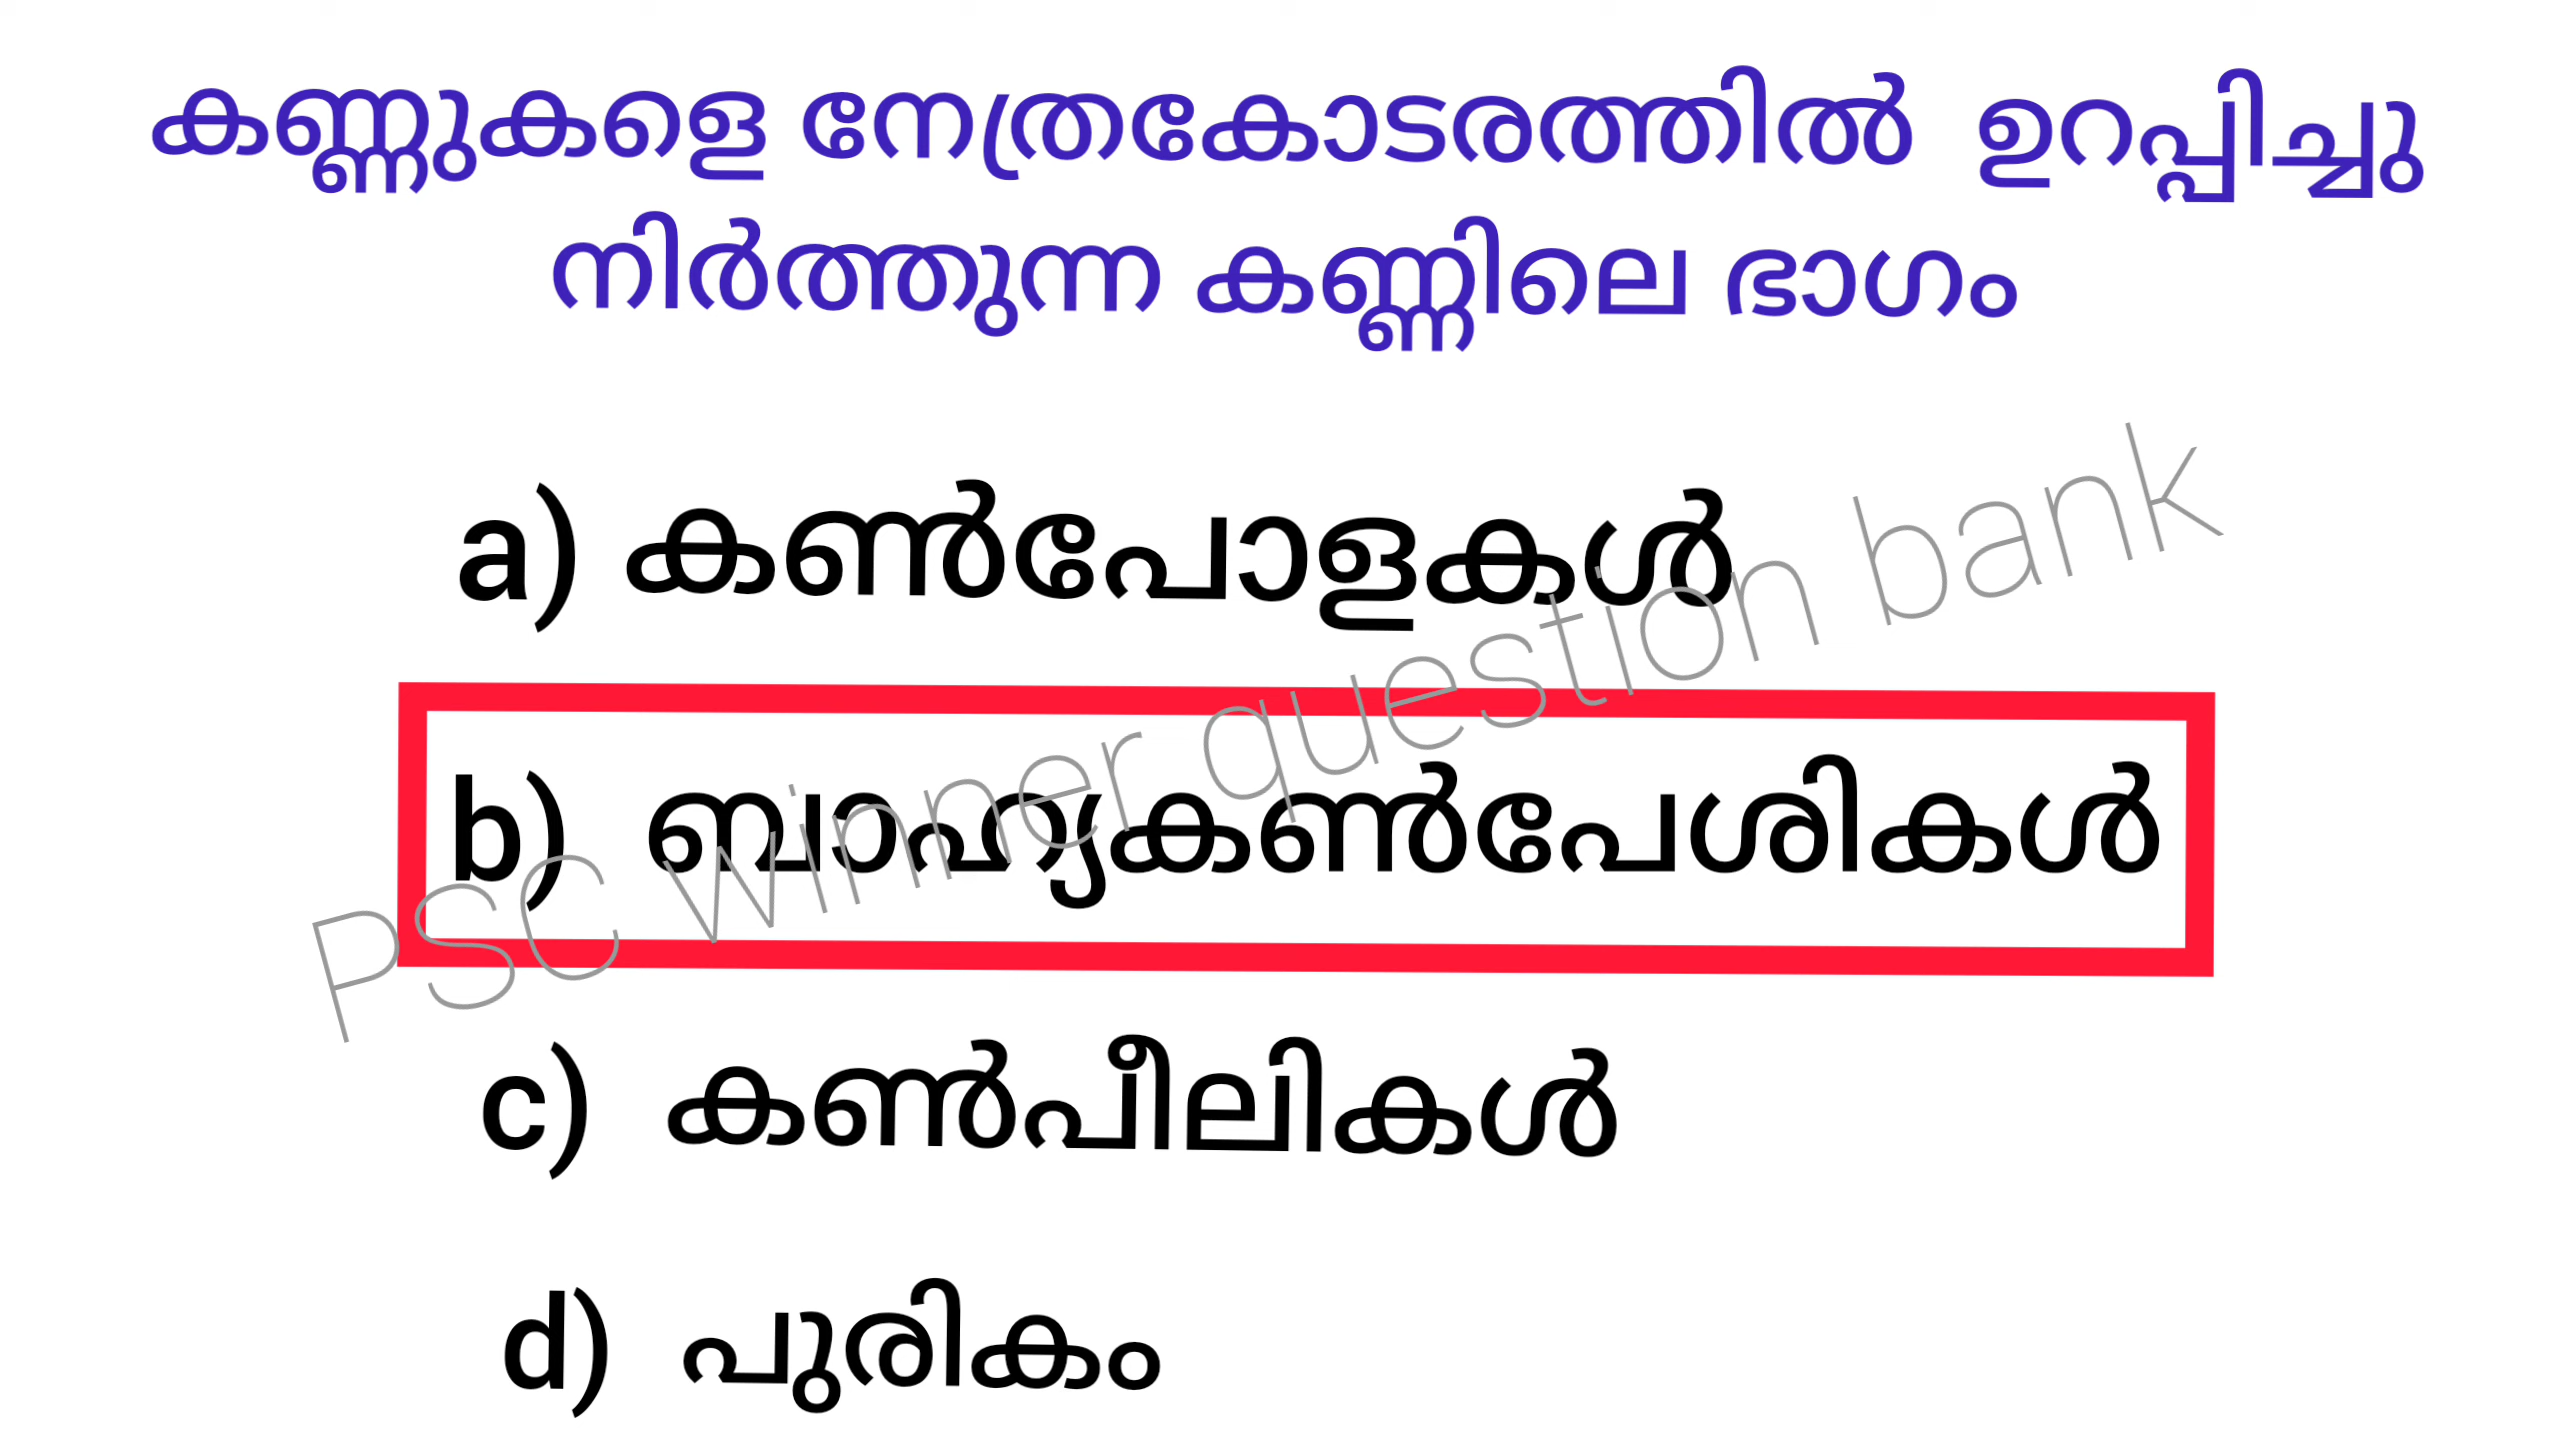 കണ്ണുകളെ നേത്രകോടരത്തിൽ ഉറപ്പിച്ചു
നിർത്തുന്ന കണ്ണിലെ ഭാഗം
a) കൺപോളകൾ
b) ബാഹ്യകൺപേശികൾ
c) കൺപീലികൾ
d) പുരികം
PSC winner question bank